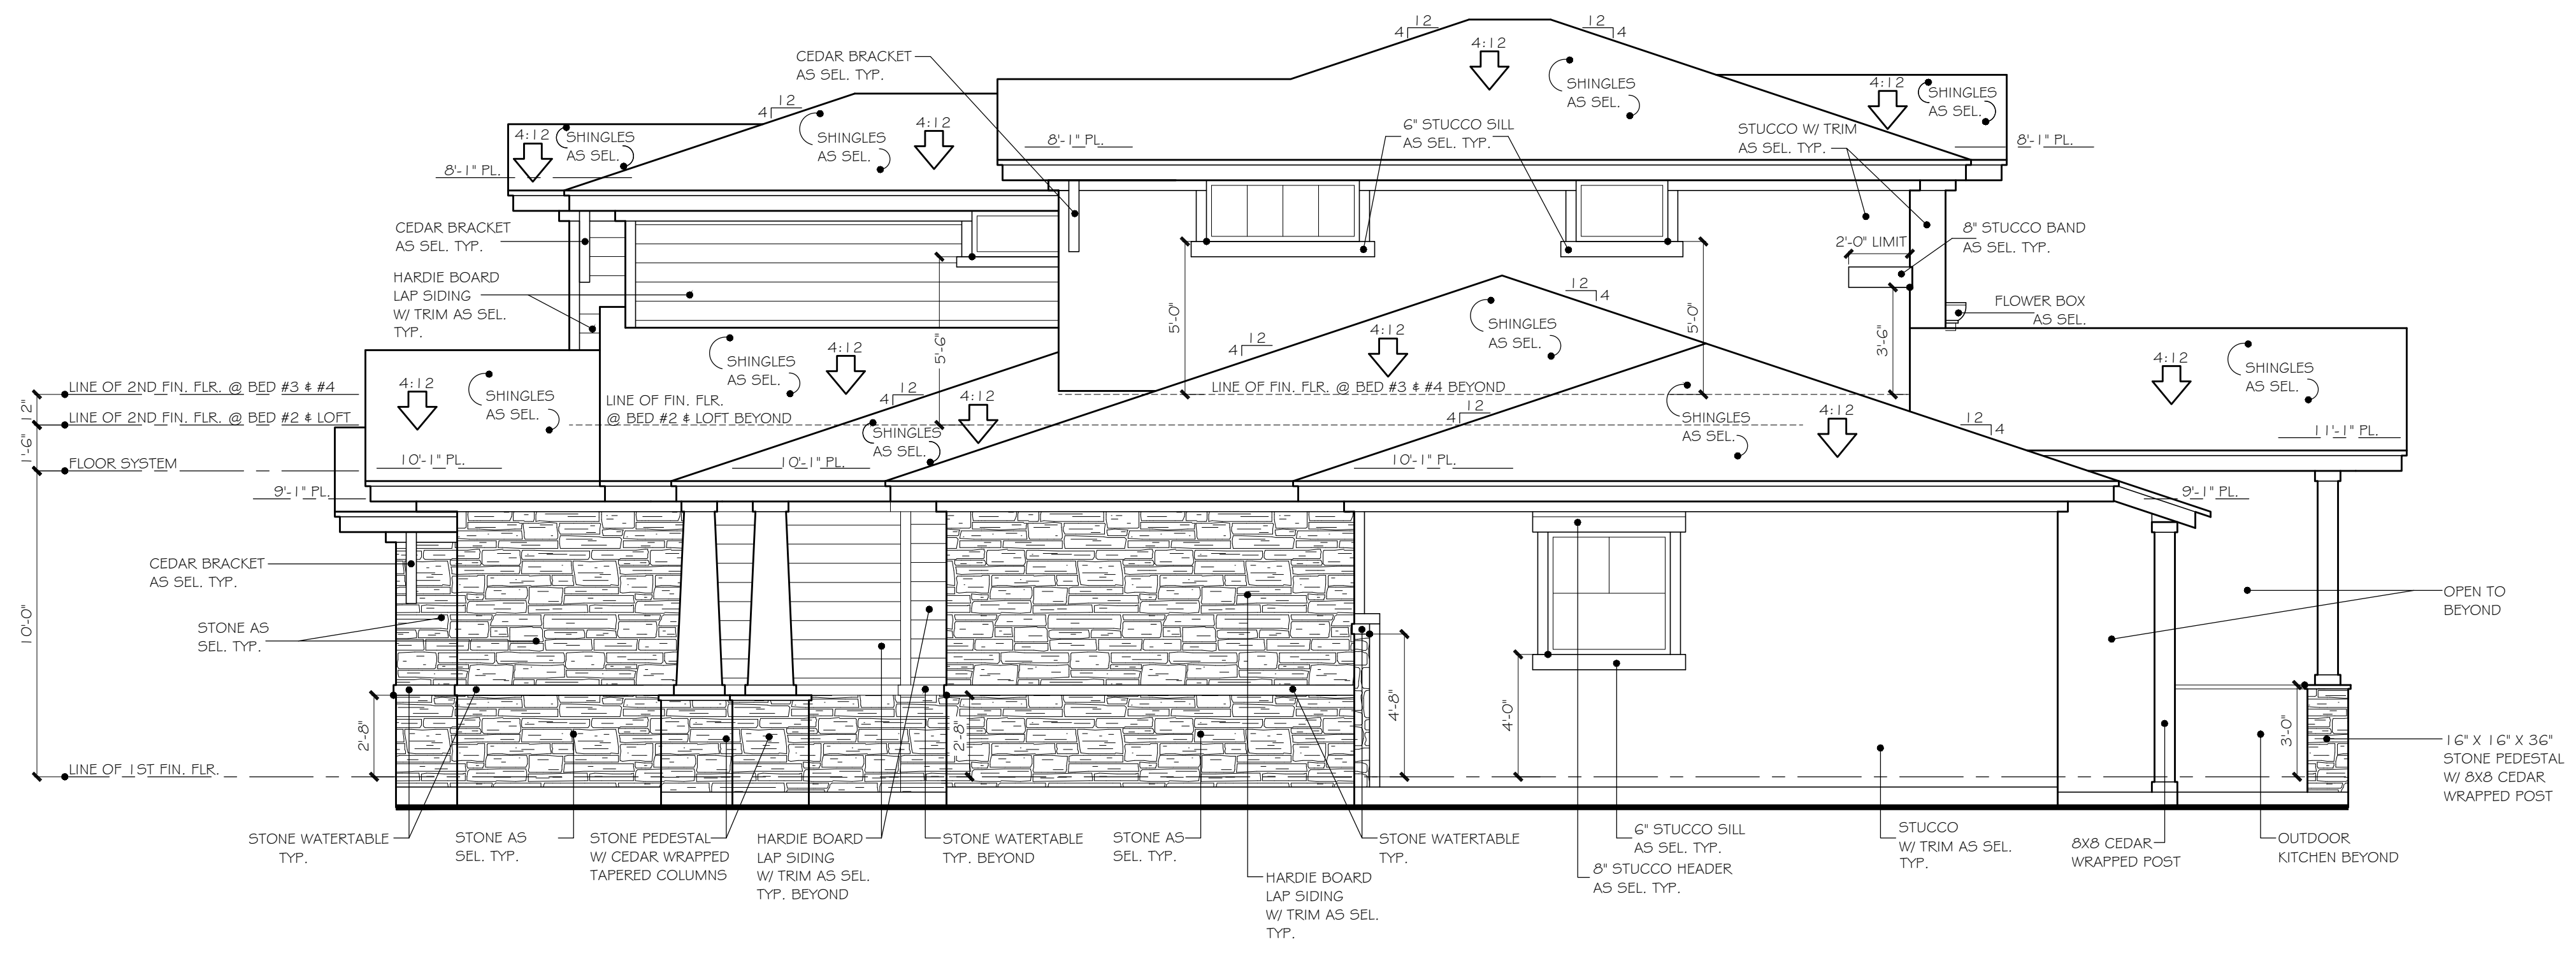 12
4
12
4
4:12
CEDAR BRACKET
AS SEL. TYP.
SHINGLES
AS SEL.
4:12
SHINGLES
AS SEL.
12
4
4:12
SHINGLES
AS SEL.
SHINGLES
AS SEL.
4:12
8'-1" PL.
6" STUCCO SILL
AS SEL. TYP.
STUCCO W/ TRIM
AS SEL. TYP.
8'-1" PL.
8'-1" PL.
CEDAR BRACKET
AS SEL. TYP.
8" STUCCO BAND
AS SEL. TYP.
2'-0" LIMIT
HARDIE BOARD
LAP SIDING
W/ TRIM AS SEL.
TYP.
12
4
FLOWER BOX
AS SEL.
5'-0"
5'-0"
3'-6"
5'-6"
SHINGLES
AS SEL.
4:12
12
4
4:12
SHINGLES
AS SEL.
4:12
SHINGLES
AS SEL.
LINE OF 2ND FIN. FLR. @ BED #3 & #4
4:12
SHINGLES
AS SEL.
LINE OF FIN. FLR.
@ BED #2 & LOFT BEYOND
12
4
4:12
LINE OF FIN. FLR. @ BED #3 & #4 BEYOND
12"
LINE OF 2ND FIN. FLR. @ BED #2 & LOFT
SHINGLES
AS SEL.
12
4
SHINGLES
AS SEL.
4:12
12
4
11'-1" PL.
1'-6"
FLOOR SYSTEM
10'-1" PL.
10'-1" PL.
10'-1" PL.
9'-1" PL.
9'-1" PL.
CEDAR BRACKET
AS SEL. TYP.
OPEN TO
BEYOND
10'-0"
STONE AS
SEL. TYP.
2'-8"
2'-8"
4'-8"
4'-0"
3'-0"
16" X 16" X 36"
STONE PEDESTAL
W/ 8X8 CEDAR
WRAPPED POST
LINE OF 1ST FIN. FLR.
STONE WATERTABLE
TYP.
STONE AS
SEL. TYP.
STONE PEDESTAL
W/ CEDAR WRAPPED
TAPERED COLUMNS
HARDIE BOARD
LAP SIDING
W/ TRIM AS SEL.
TYP. BEYOND
STONE WATERTABLE
TYP. BEYOND
STONE AS
SEL. TYP.
HARDIE BOARD
LAP SIDING
W/ TRIM AS SEL.
TYP.
STONE WATERTABLE
TYP.
6" STUCCO SILL
AS SEL. TYP.
8" STUCCO HEADER
AS SEL. TYP.
STUCCO
W/ TRIM AS SEL.
TYP.
8X8 CEDAR
WRAPPED POST
OUTDOOR
KITCHEN BEYOND